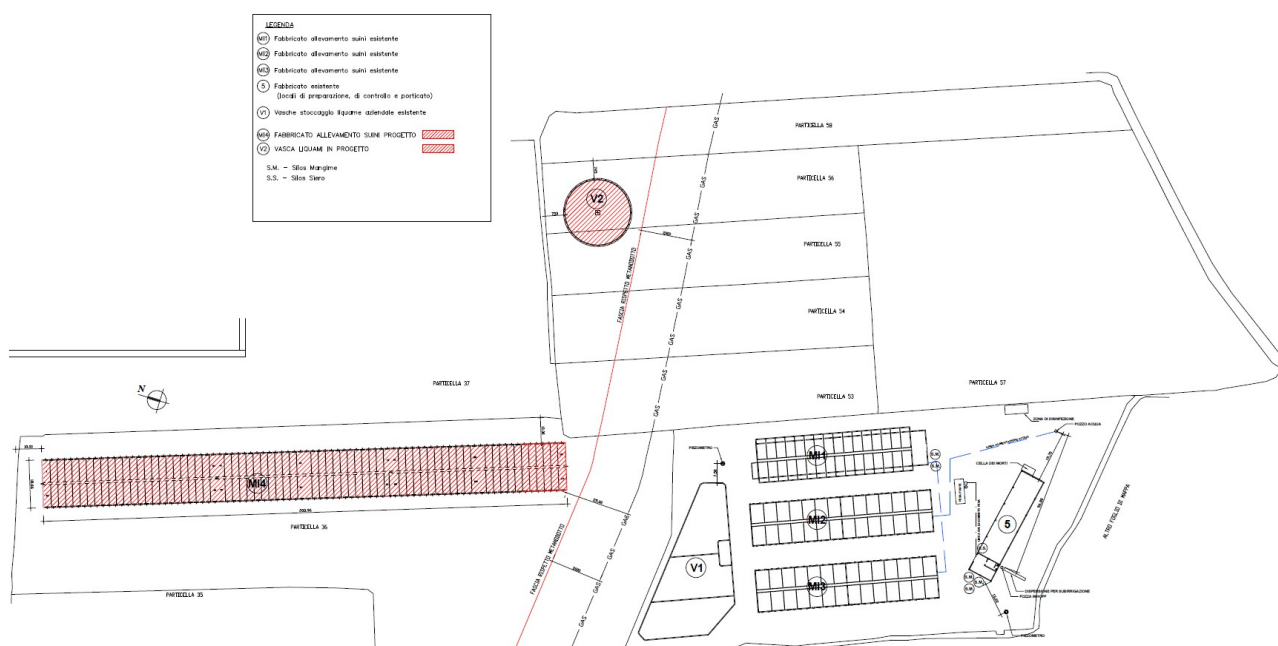 LEGENDA
MI1 Fabbricato allevamento suini esistente
MI2 Fabbricato allevamento suini esistente
MI3 Fabbricato allevamento suini esistente
5 Fabbricato esistente
(locali di preparazione, di controllo e porticato)
V1 Vasche stoccaggio liquame aziendale esistente
MI4 FABBRICATO ALLEVAMENTO SUINI PROGETTO
V2 VASCA LIQUAMI IN PROGETTO
S.M. - Silos Mangime
S.S. - Silos Siero
GAS
PARTICELLA 58
PARTICELLA 56
V2
PARTICELLA 55
FASCIA RISPETTO METANODOTTO
GAS
GAS
GAS
PARTICELLA 54
GAS
N
PARTICELLA 37
PARTICELLA 53
PARTICELLA 57
GAS
ZONA DI DISINFEZIONE
POZZO ACQUA
PIEZOMETRO
MI1
S.M.
S.M.
CELLA DEI MORTI
MI4
MI2
5
ALTRO FOGLIO DI MAPPA
PARTICELLA 36
GAS
V1
MI3
S.S.
S.M.
S.M.
S.M.
FASCIA RISPETTO METANODOTTO
GAS
DISPERSIONE PER SUBIRRIGAZIONE
PARTICELLA 35
GAS
PIEZOMETRO